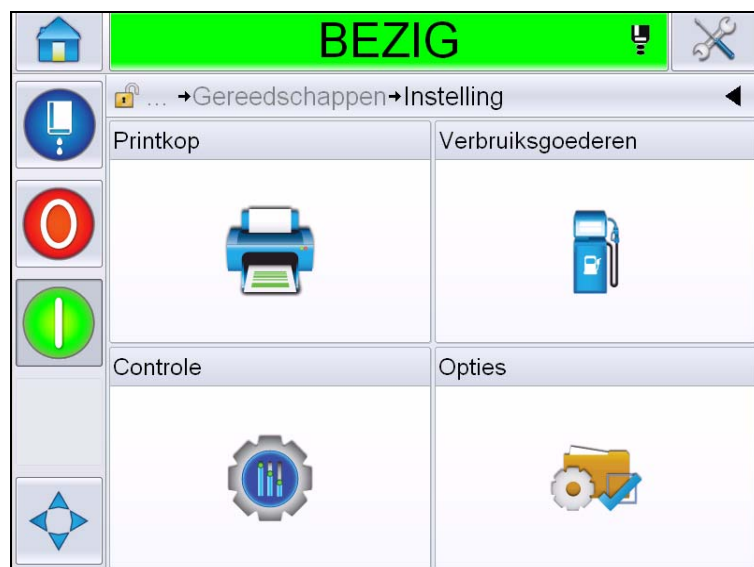 BEZIG
... →Gereedschappen→Instelling
Printkop
Verbruiksgoederen
Controle
Opties